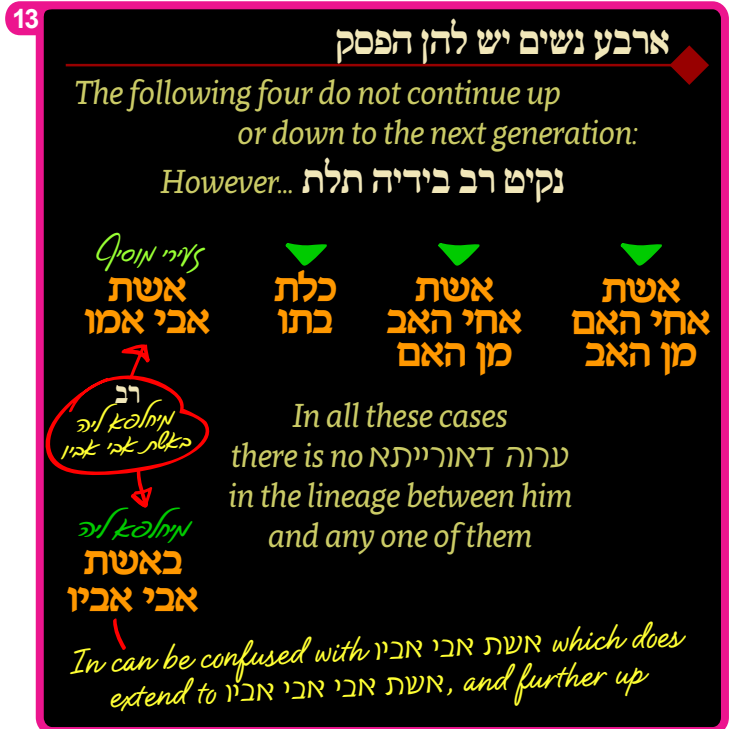 13
ארבע נשים יש להן הפסק
The following four do not continue up
or down to the next generation:
However... נקיט רב בידיה תלת
אשת
אחי האם
מן האב
אשת
אחי האב
מן האם
כלת
בתו
זעירי מוסיף
אשת
אבי אמו
רב
מיחלפא ליה
באשת אבי אביו
In all these cases
there is no ערוה דאורייתא
in the lineage between him
and any one of them
מיחלפא ליה
באשת
אבי אביו
In can be confused with אשת אבי אביו which does
extend to אשת אבי אבי אביו, and further up